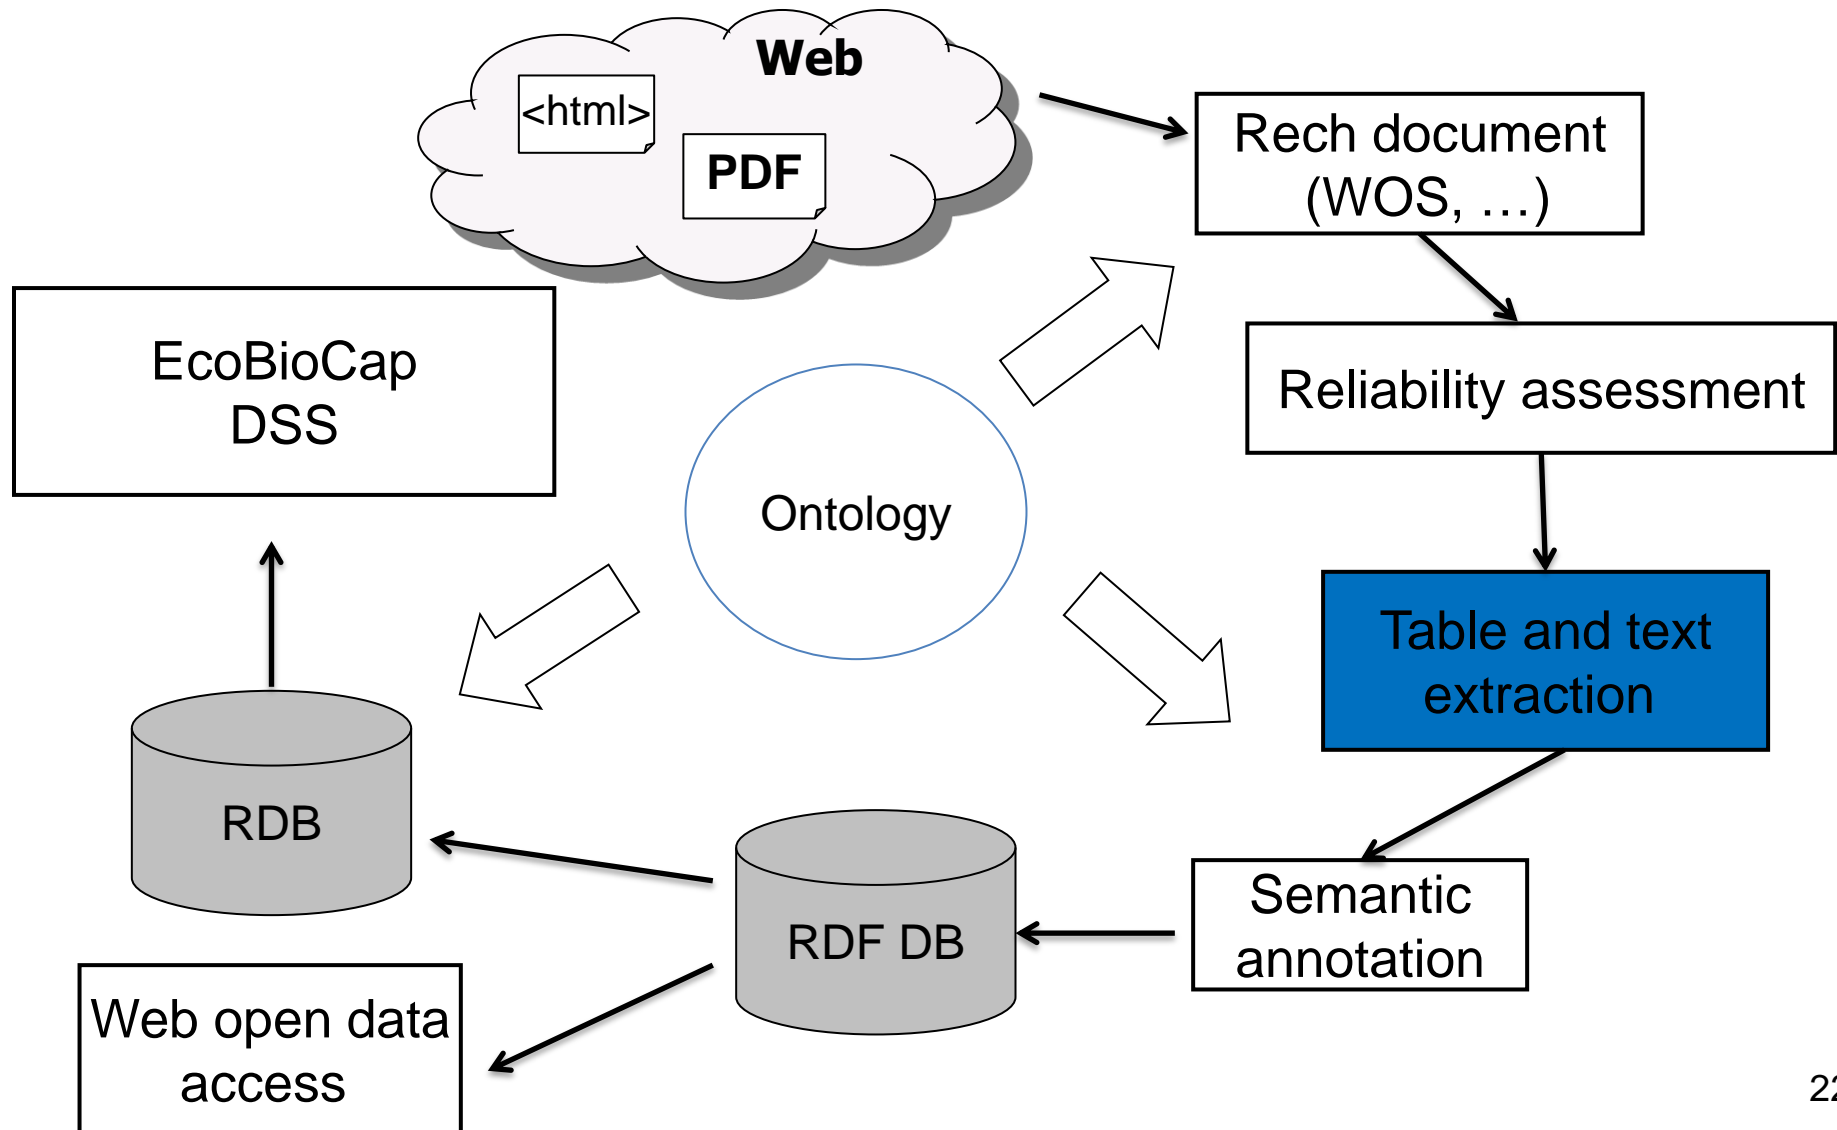 Web
<html>
PDF
Rech document
(WOS, …)
EcoBioCap
DSS
Reliability assessment
Ontology
Table and text
extraction
RDB
RDF DB
Semantic
annotation
Web open data
access
22